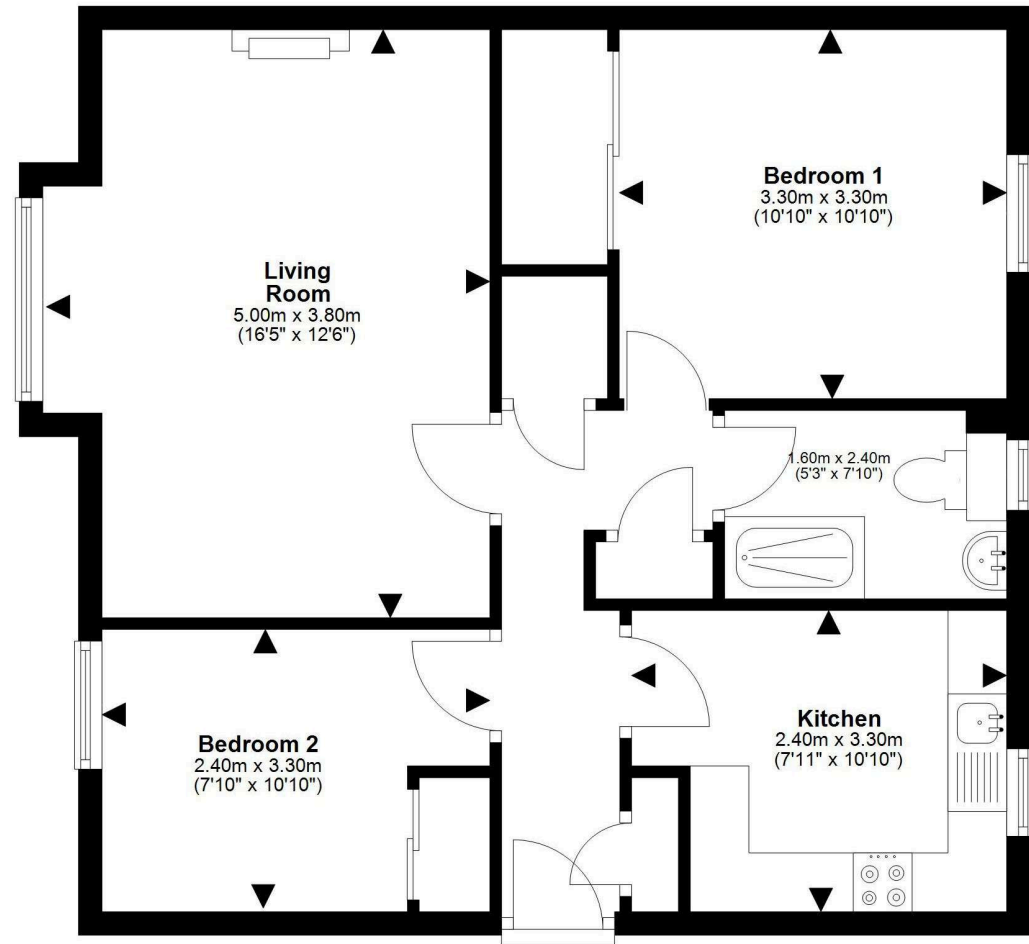 Living
Room
5.00m x 3.80m
(16'5" x 12'6")
Bedroom 1
3.30m x 3.30m
(10'10" x 10'10")
1.60m x 2.40m
(5'3" x 7'10")
Bedroom 2
2.40m x 3.30m
(7'10" x 10'10")
Kitchen
2.40m x 3.30m
(7'11" x 10'10")